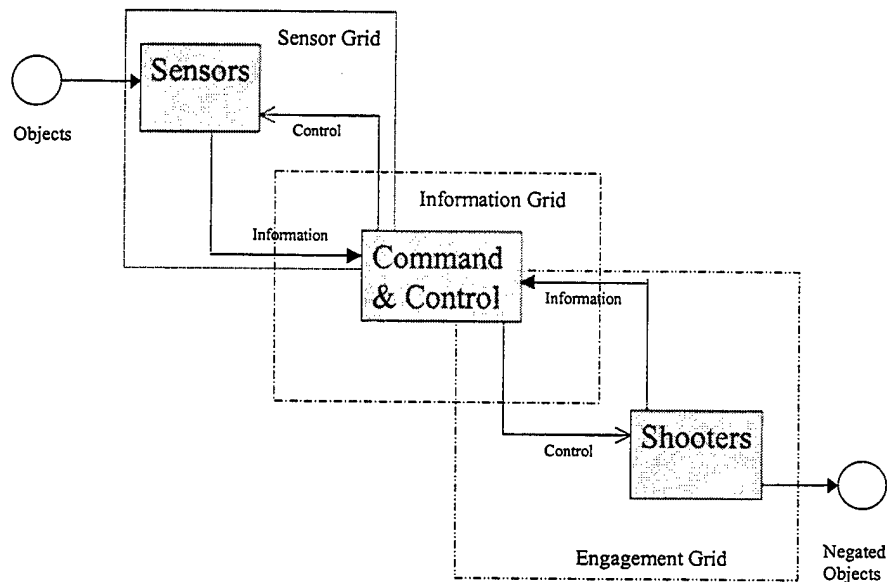 Sensor Grid
Sensors
Objects
Control
Information Grid
Information
Command
& Control
Information
Shooters
Control
Engagement Grid
Negated
Objects